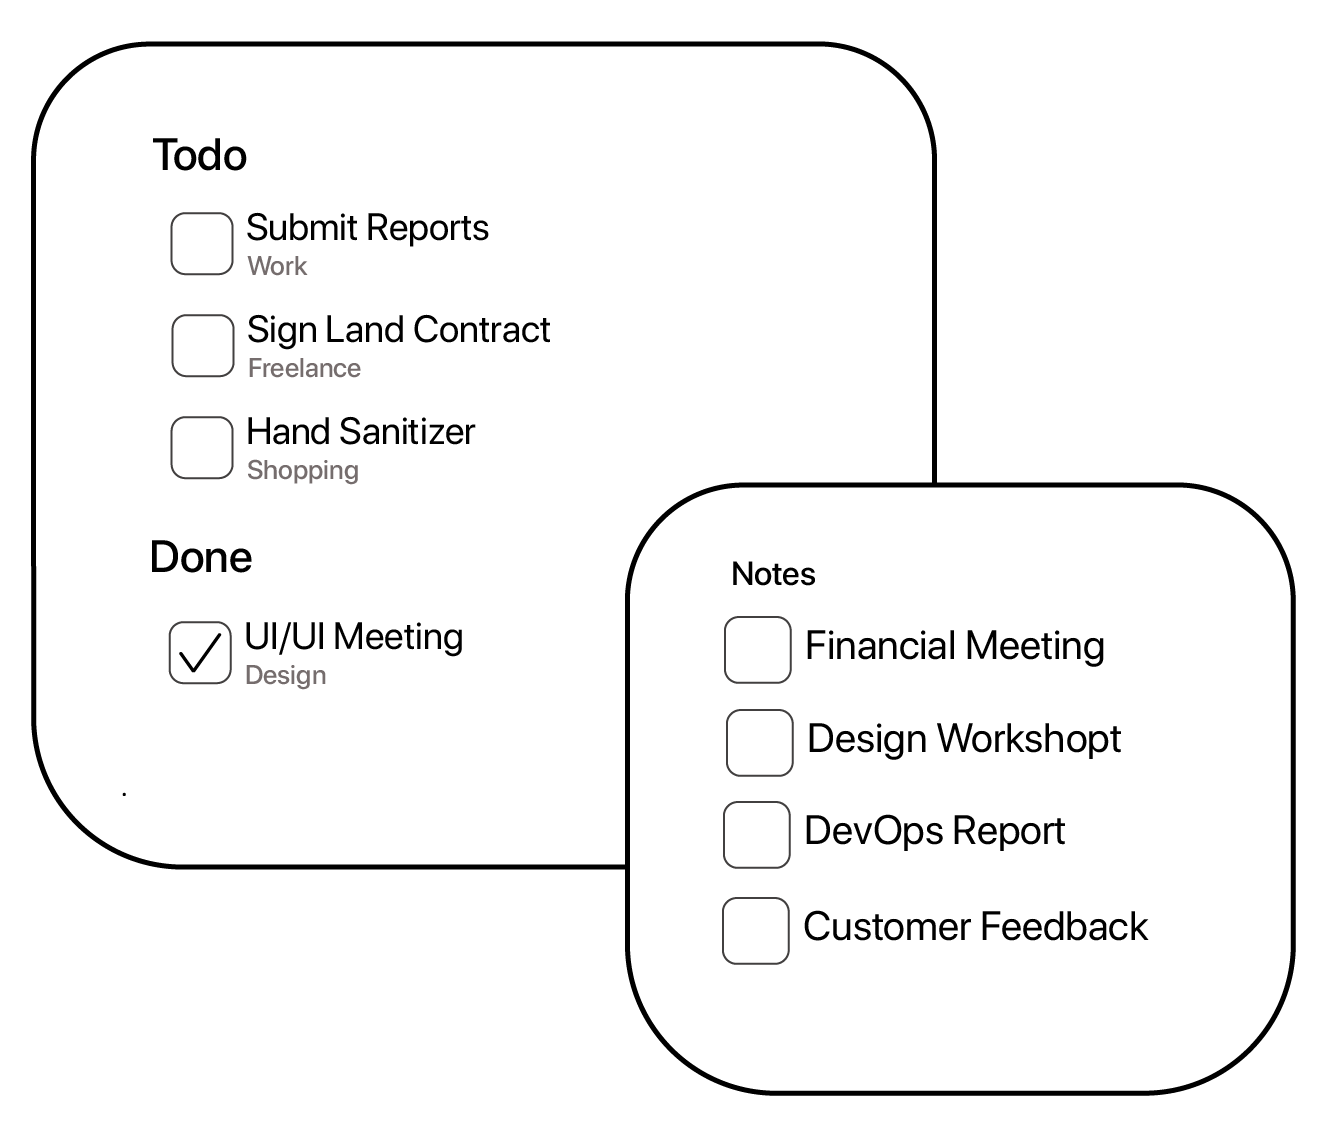 Todo
Submit Reports
Work
Sign Land Contract
Freelance
Hand Sanitizer
Shopping
Done
UI/UI Meeting
Design
Notes
Financial Meeting
Design Workshopt
DevOps Report
Customer Feedback